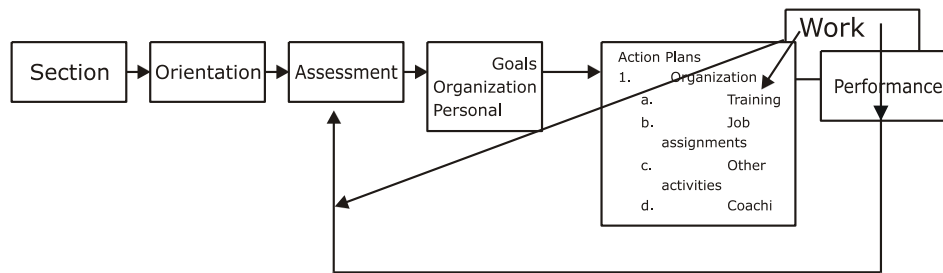 Section
Orientation
Assessment
Goals
Organization
Personal
Action Plans
1. Organization
a. Training
b. Job
assignments
c. Other
activities
d. Coachi
Work
Performance